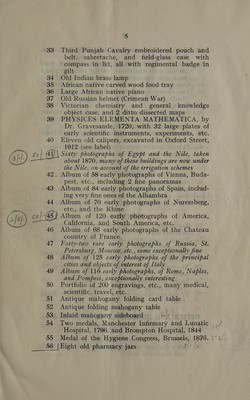 5
33 Third Punjab Cavalry embroidered pouch and
belt, sabretache, and field-glass case with
compass in lid, all with regimental badge in
gilt
34 Old Indian brass lamp
35 African native carved wood food tray
36 Large African native piano
37 Old Russian helmet (Crimean War)
38 Victorian chemistry and general knowledge
object case, and 2 ditto dissected maps
39 PHYSICES ELEMENTA MATHEMATICA, by
Dr. Gravesande, 1720, with 32 large plates of
early scientific instruments, experiments, etc.
40 Eleven old calipers, excavated in Oxford Street,
1912 (see label)
41 Sixty photographs of Egypt and the Nile, taken
about 1870, many of these buildings are now under
the Nile, on account of the irrigation schemes
42 Album of 58 early photographs of Vienna, Buda-
pest, etc., including 2 fine panoramas
43 Album of 84 early photographs of Spain, includ-
ing very fine ones of the Alhambra
44 Album of 70 early photographs of Nuremberg,
etc., and the Rhine
45 Album of 120 early photographs of America,
California, and South America, etc.
46 Album of 68 early photographs of the Chateau
country of France
47 Forty-two rare early photographs of Russia, St.
Petersburg, Moscow, etc., some exceptionally fine
48 Album of 125 early photographs of the principal
cities and objects of interest of Italy
49 Album of 116 early photographs, of Rome, Naples,
and Pompeii, exceptionally interesting
50 Portfolio of 200 engravings, etc., many medical,
scientific, travel, etc.
51 Antique mahogany folding card table
52 Antique folding mahogany table
53 Inlaid mahogany sideboard
54 Two medals, Manchester Infirmary and Lunatic
Hospital, 1796, and Brompton Hospital, 1844
55 Medal of the Hygiene Congress, Brussels, 1876.
56 Eight old pharmacy jars